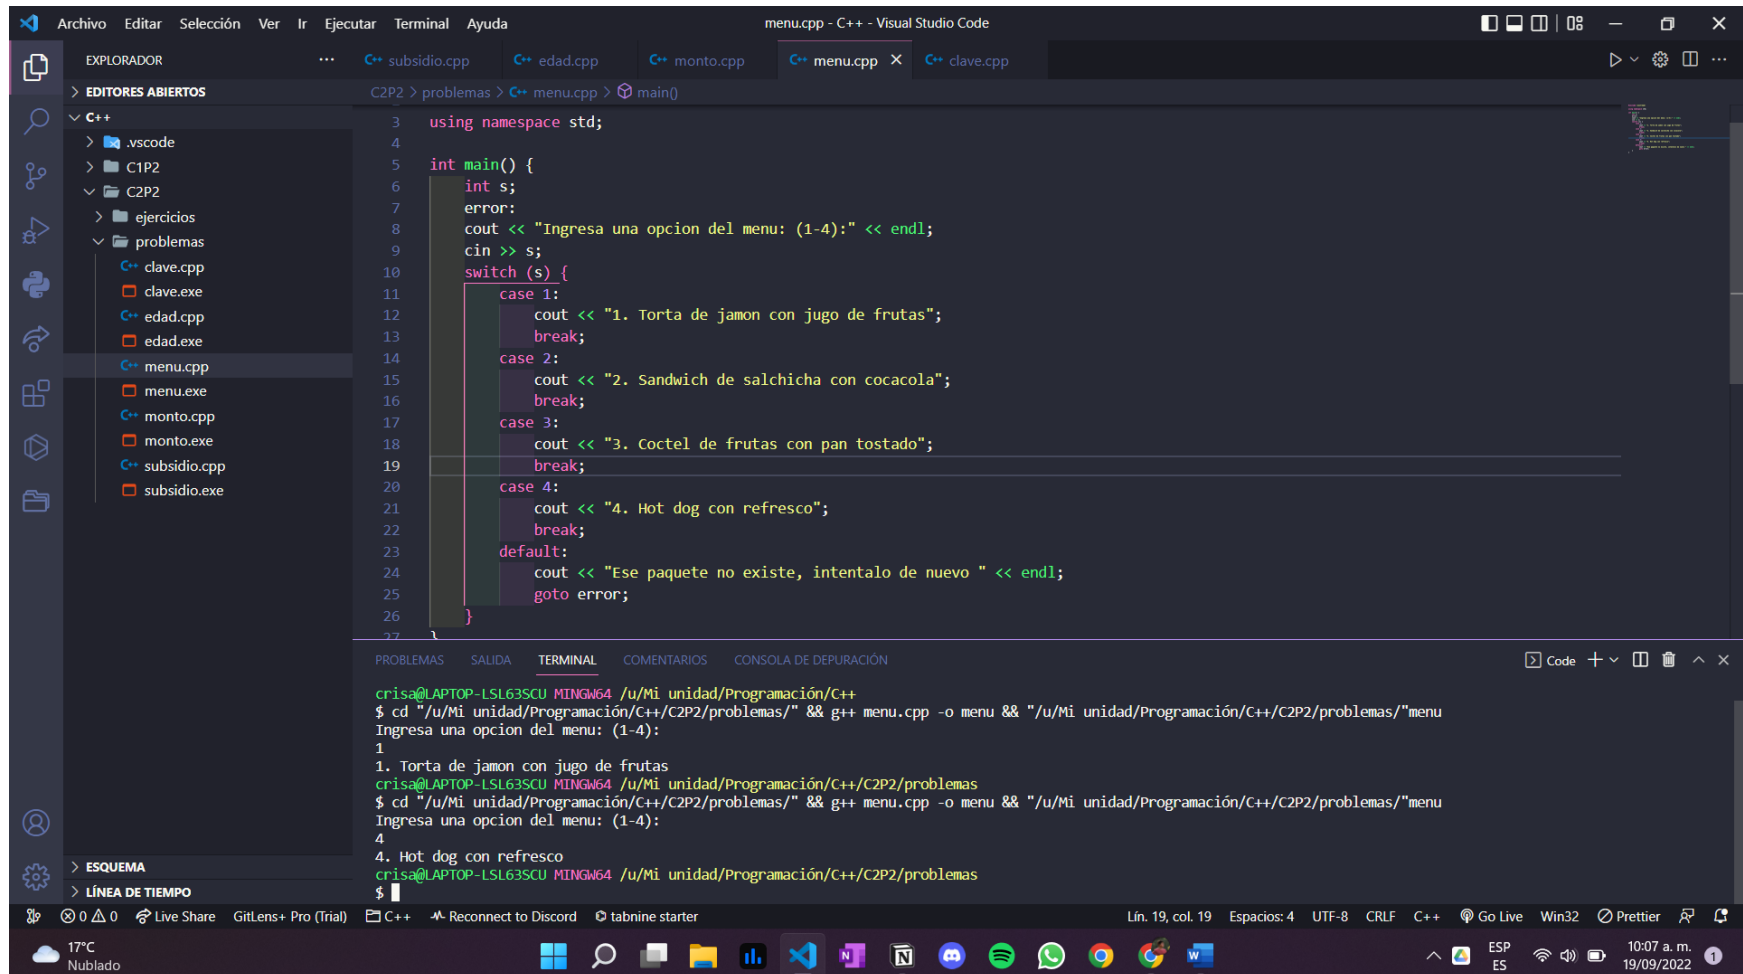 Archivo Editar Selección Ver Ir Ejecutar Terminal Ayuda
menu.cpp - C++ - Visual Studio Code
EXPLORADOR
C++ subsidio.cpp C++ edad.cpp C++ monto.cpp C++ menu.cpp C++ clave.cpp
EDITORES ABIERTOS
C2P2 > problemas > C++ menu.cpp > main()
C++
.vscode
C1P2
C2P2
ejercicios
problemas
C++ clave.cpp
clave.exe
C++ edad.cpp
edad.exe
C++ menu.cpp
menu.exe
C++ monto.cpp
monto.exe
C++ subsidio.cpp
subsidio.exe
ESQUEMA
LÍNEA DE TIEMPO
3 using namespace std;
4
5 int main() {
6 int s;
7 error:
8 cout << "Ingresa una opcion del menu: (1-4):" << endl;
9 cin >> s;
10 switch (s) {
11 case 1:
12 cout << "1. Torta de jamon con jugo de frutas";
13 break;
14 case 2:
15 cout << "2. Sandwich de salchicha con cocacola";
16 break;
17 case 3:
18 cout << "3. Coctel de frutas con pan tostado";
19 break;
20 case 4:
21 cout << "4. Hot dog con refresco";
22 break;
23 default:
24 cout << "Ese paquete no existe, intentalo de nuevo " << endl;
25 goto error;
26 }
27 }
PROBLEMAS SALIDA TERMINAL COMENTARIOS CONSOLA DE DEPURACIÓN
Code
crisa@LAPTOP-LSL63SCU MINGW64 /u/Mi unidad/Programación/C++
$ cd "/u/Mi unidad/Programación/C++/C2P2/problemas/" && g++ menu.cpp -o menu && "/u/Mi unidad/Programación/C++/C2P2/problemas/"menu
Ingresa una opcion del menu: (1-4):
1
1. Torta de jamon con jugo de frutas
crisa@LAPTOP-LSL63SCU MINGW64 /u/Mi unidad/Programación/C++/C2P2/problemas
$ cd "/u/Mi unidad/Programación/C++/C2P2/problemas/" && g++ menu.cpp -o menu && "/u/Mi unidad/Programación/C++/C2P2/problemas/"menu
Ingresa una opcion del menu: (1-4):
4
4. Hot dog con refresco
crisa@LAPTOP-LSL63SCU MINGW64 /u/Mi unidad/Programación/C++/C2P2/problemas
$
0 0 Live Share GitLens+ Pro (Trial) C++ Reconnect to Discord tabnine starter Lín. 19, col. 19 Espacios: 4 UTF-8 CRLF C++ Go Live Win32 Prettier
17°C
Nublado
ESP
ES
10:07 a. m.
19/09/2022
1